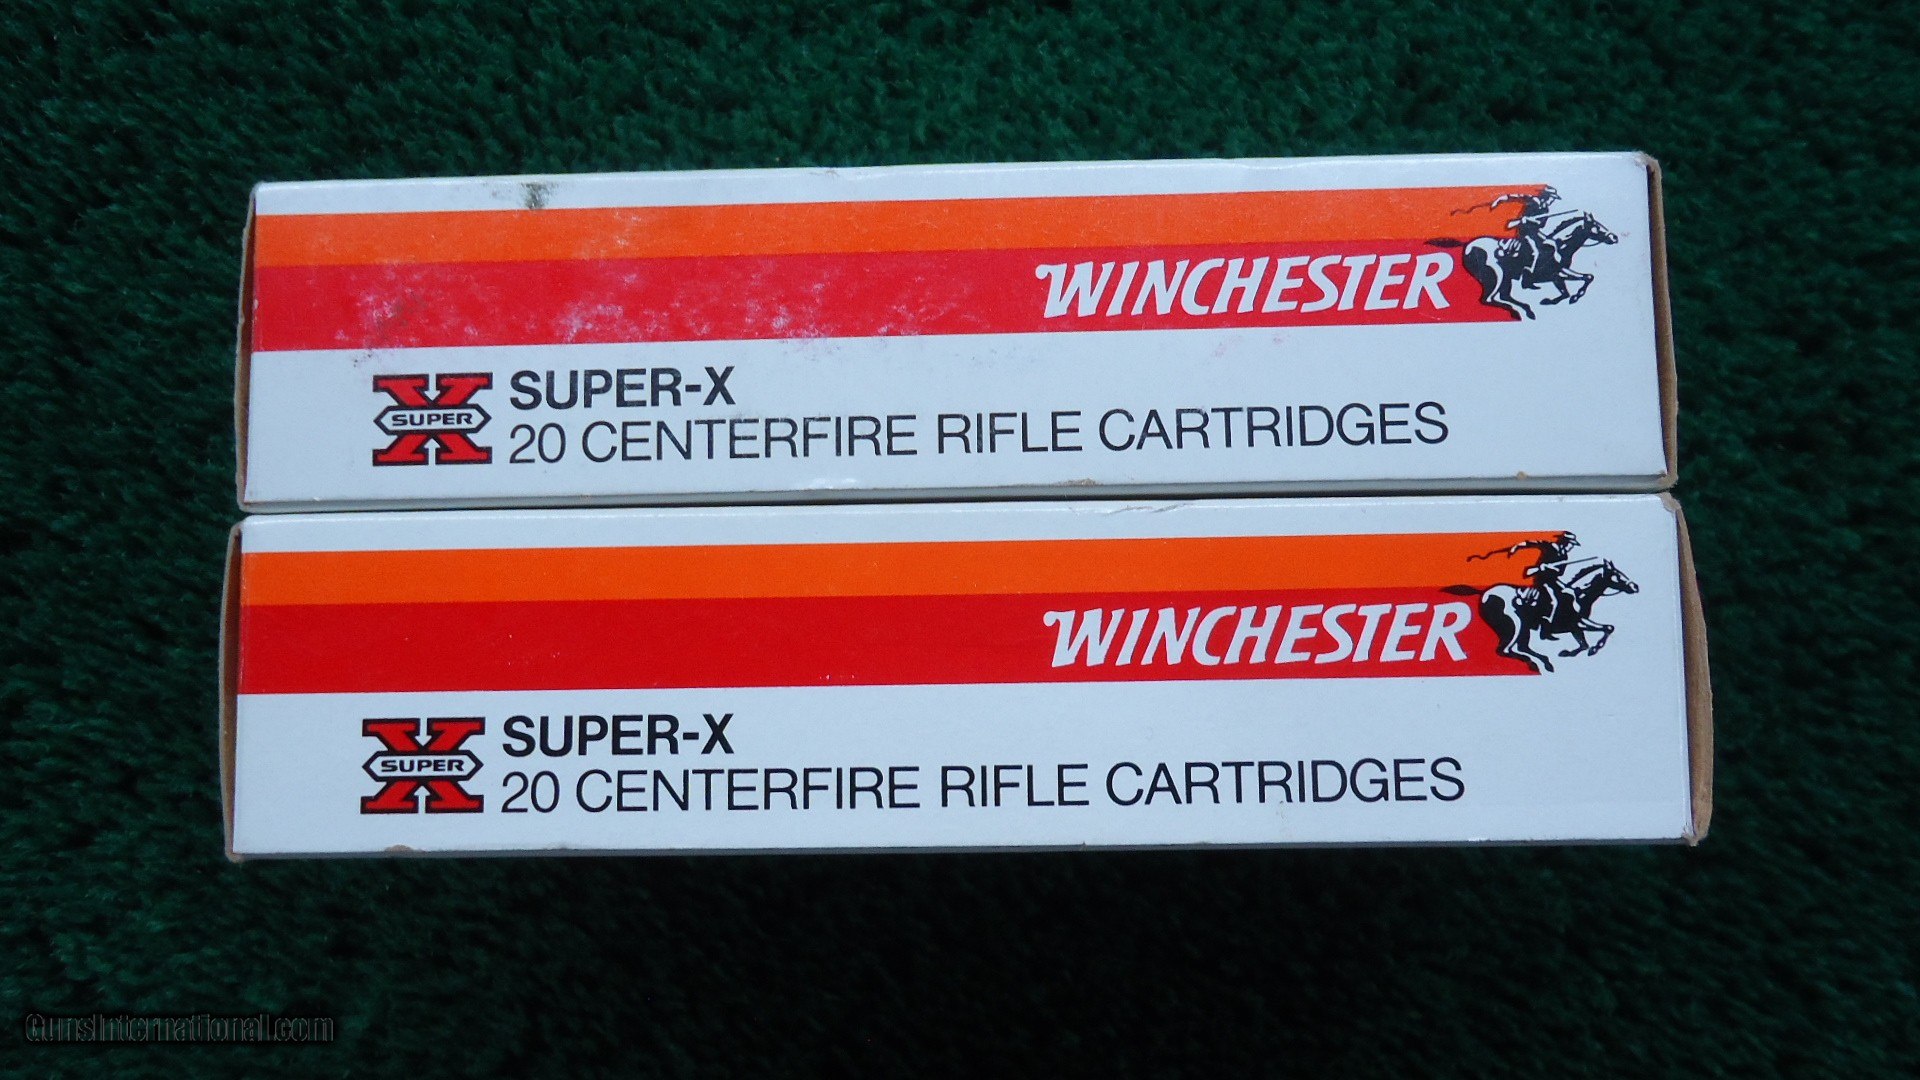 WINCHESTER
SUPER SUPER-X
20 CENTERFIRE RIFLE CARTRIDGES
WINCHESTER
SUPER SUPER-X
20 CENTERFIRE RIFLE CARTRIDGES
GunsInternational.com